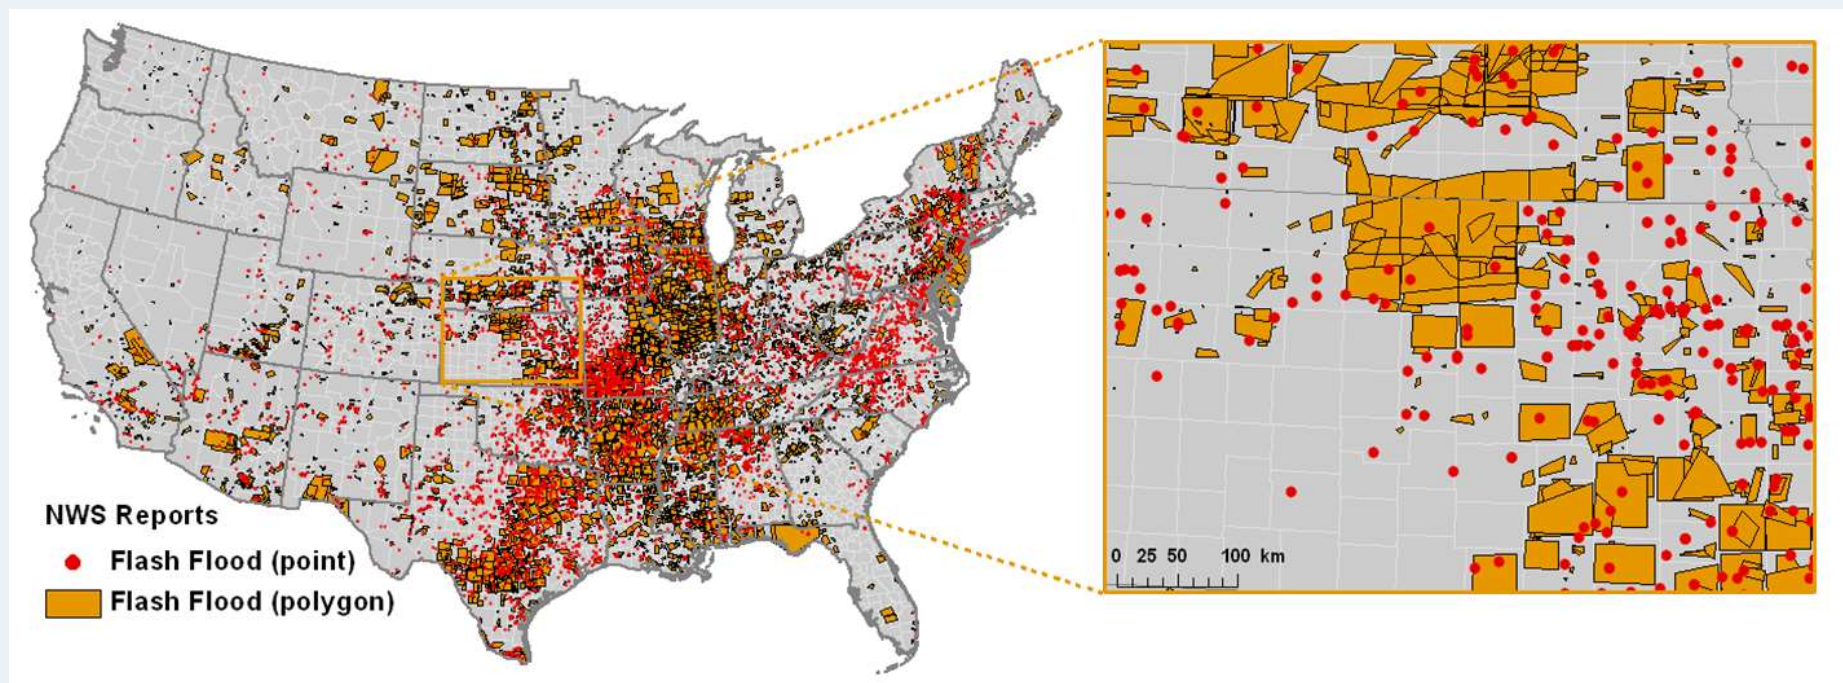 NWS Reports
Flash Flood (point)
Flash Flood (polygon)
0 25 50 100 km